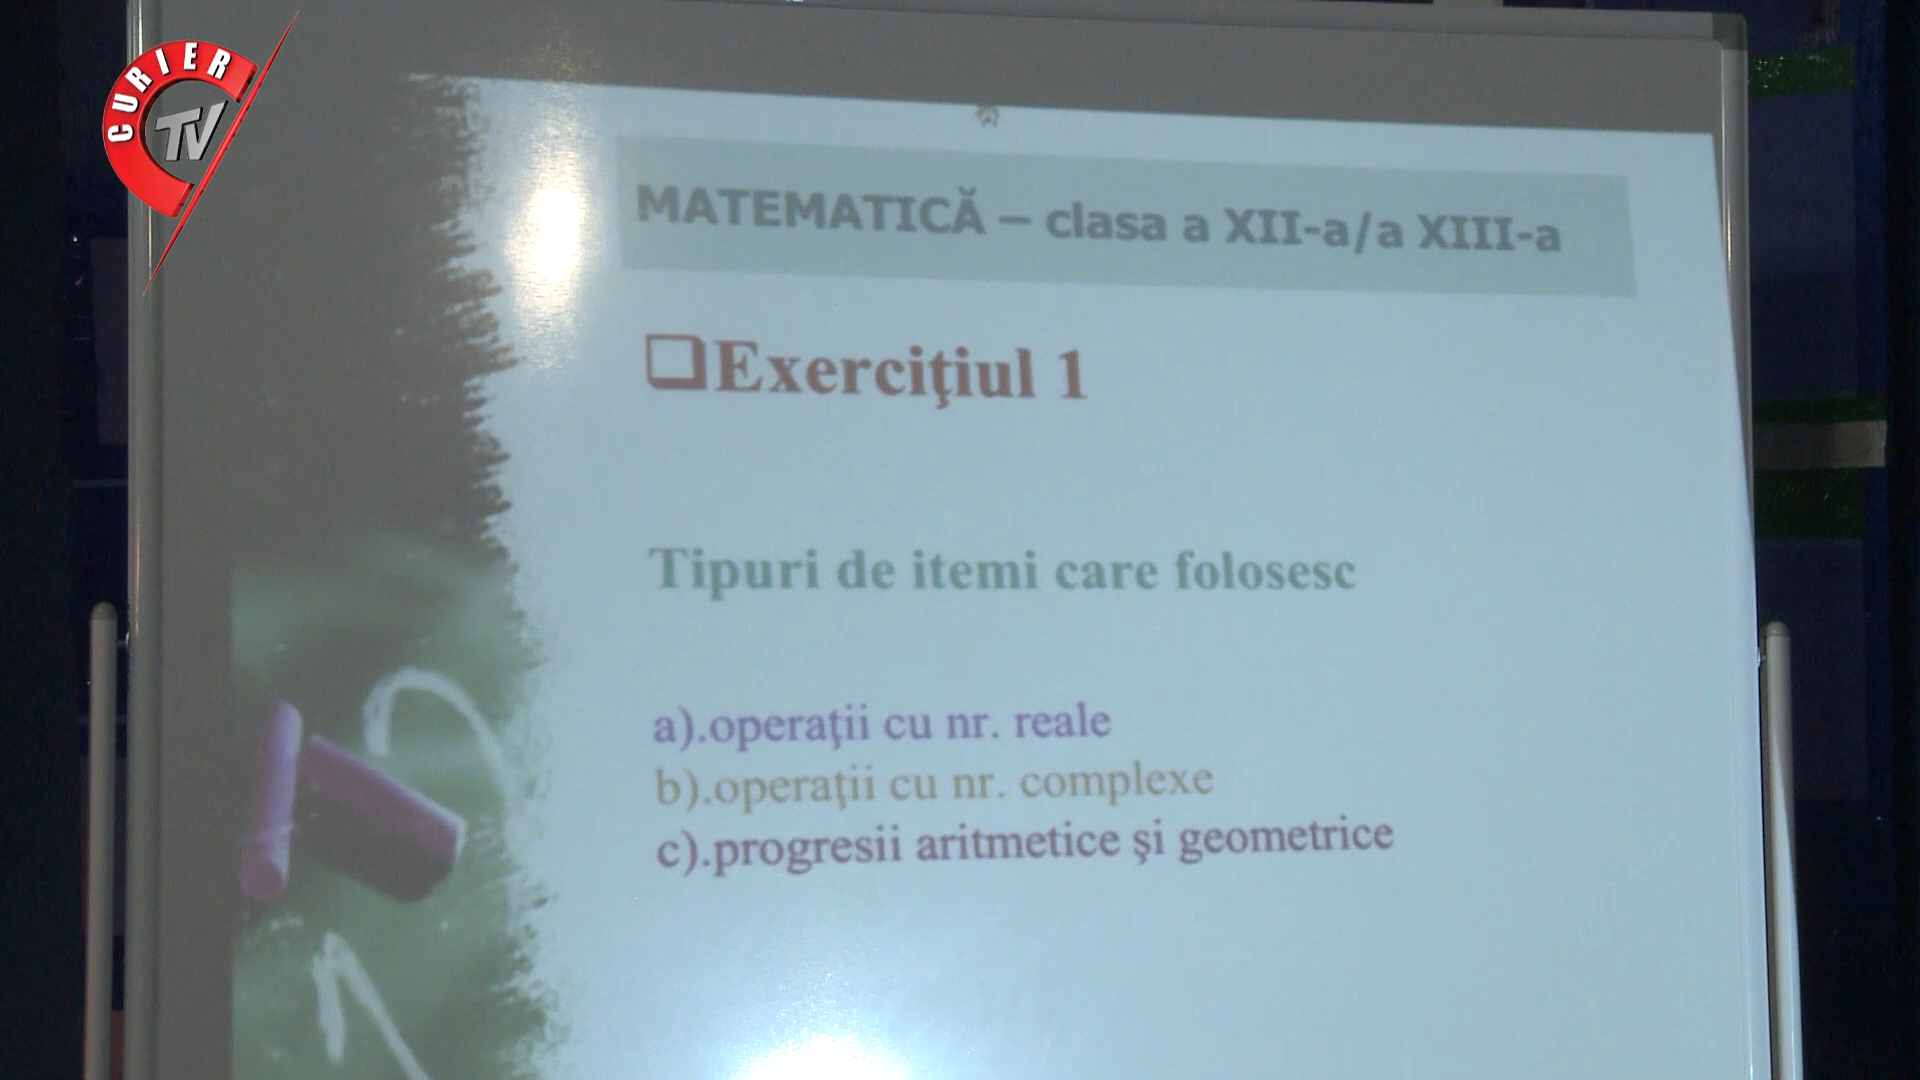 CURIER
TV
MATEMATICĂ – clasa a XII-a/a XIII-a
❑Exerciţiul 1
Tipuri de itemi care folosesc
a).operaţii cu nr. reale
b).operaţii cu nr. complexe
c).progresii aritmetice şi geometrice